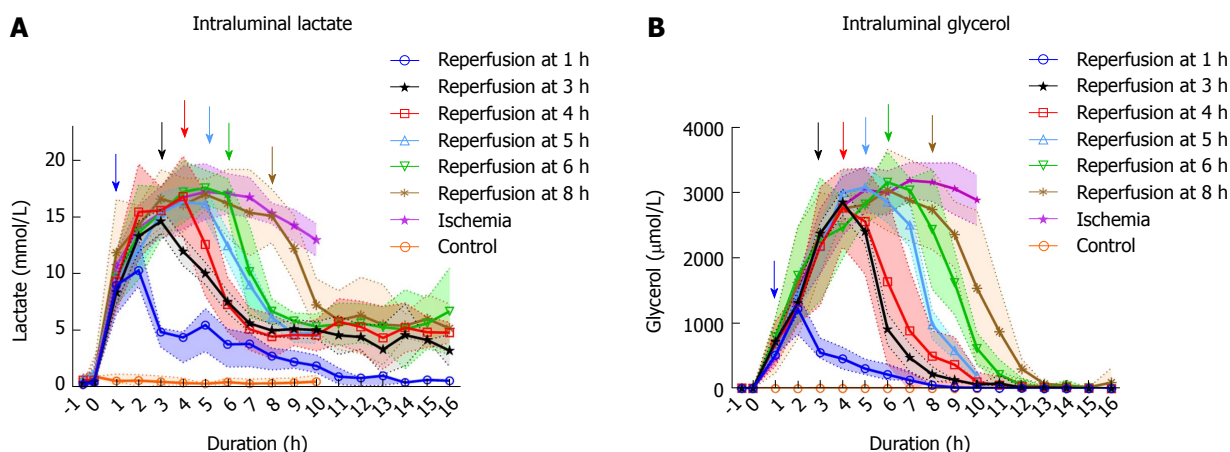 A
Intraluminal lactate
Reperfusion at 1 h
Reperfusion at 3 h
Reperfusion at 4 h
Reperfusion at 5 h
Reperfusion at 6 h
Reperfusion at 8 h
Ischemia
Control
Lactate (mmol/L)
20
15
10
5
0
-1 0 1 2 3 4 5 6 7 8 9 10 11 12 13 14 15 16
Duration (h)
B
Intraluminal glycerol
Reperfusion at 1 h
Reperfusion at 3 h
Reperfusion at 4 h
Reperfusion at 5 h
Reperfusion at 6 h
Reperfusion at 8 h
Ischemia
Control
Glycerol (μmol/L)
4000
3000
2000
1000
0
-1 0 1 2 3 4 5 6 7 8 9 10 11 12 13 14 15 16
Duration (h)